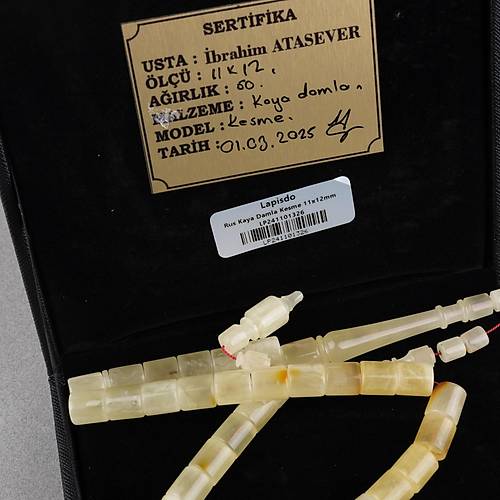 SERTİFİKA
USTA : İbrahim ATASEVER
ÖLÇÜ : 11x12,
AĞIRLIK : 60.
MALZEME : Kaya damla,
MODEL : Kesme.
TARİH : 01.09.2025
Lapisdo
Rus Kaya Damla Kesme 11x12mm
LP241101326
LP241101326